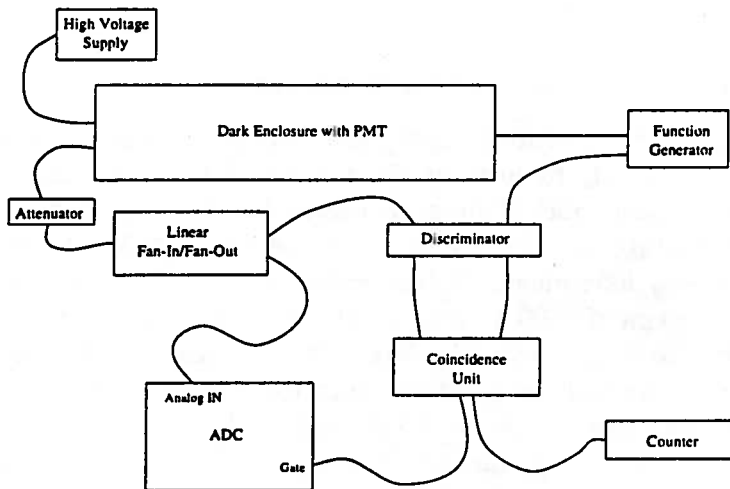 High Voltage
Supply
Dark Enclosure with PMT
Function
Generator
Attenuator
Linear
Fan-In/Fan-Out
Discriminator
Coincidence
Unit
Analog IN
ADC
Gate
Counter